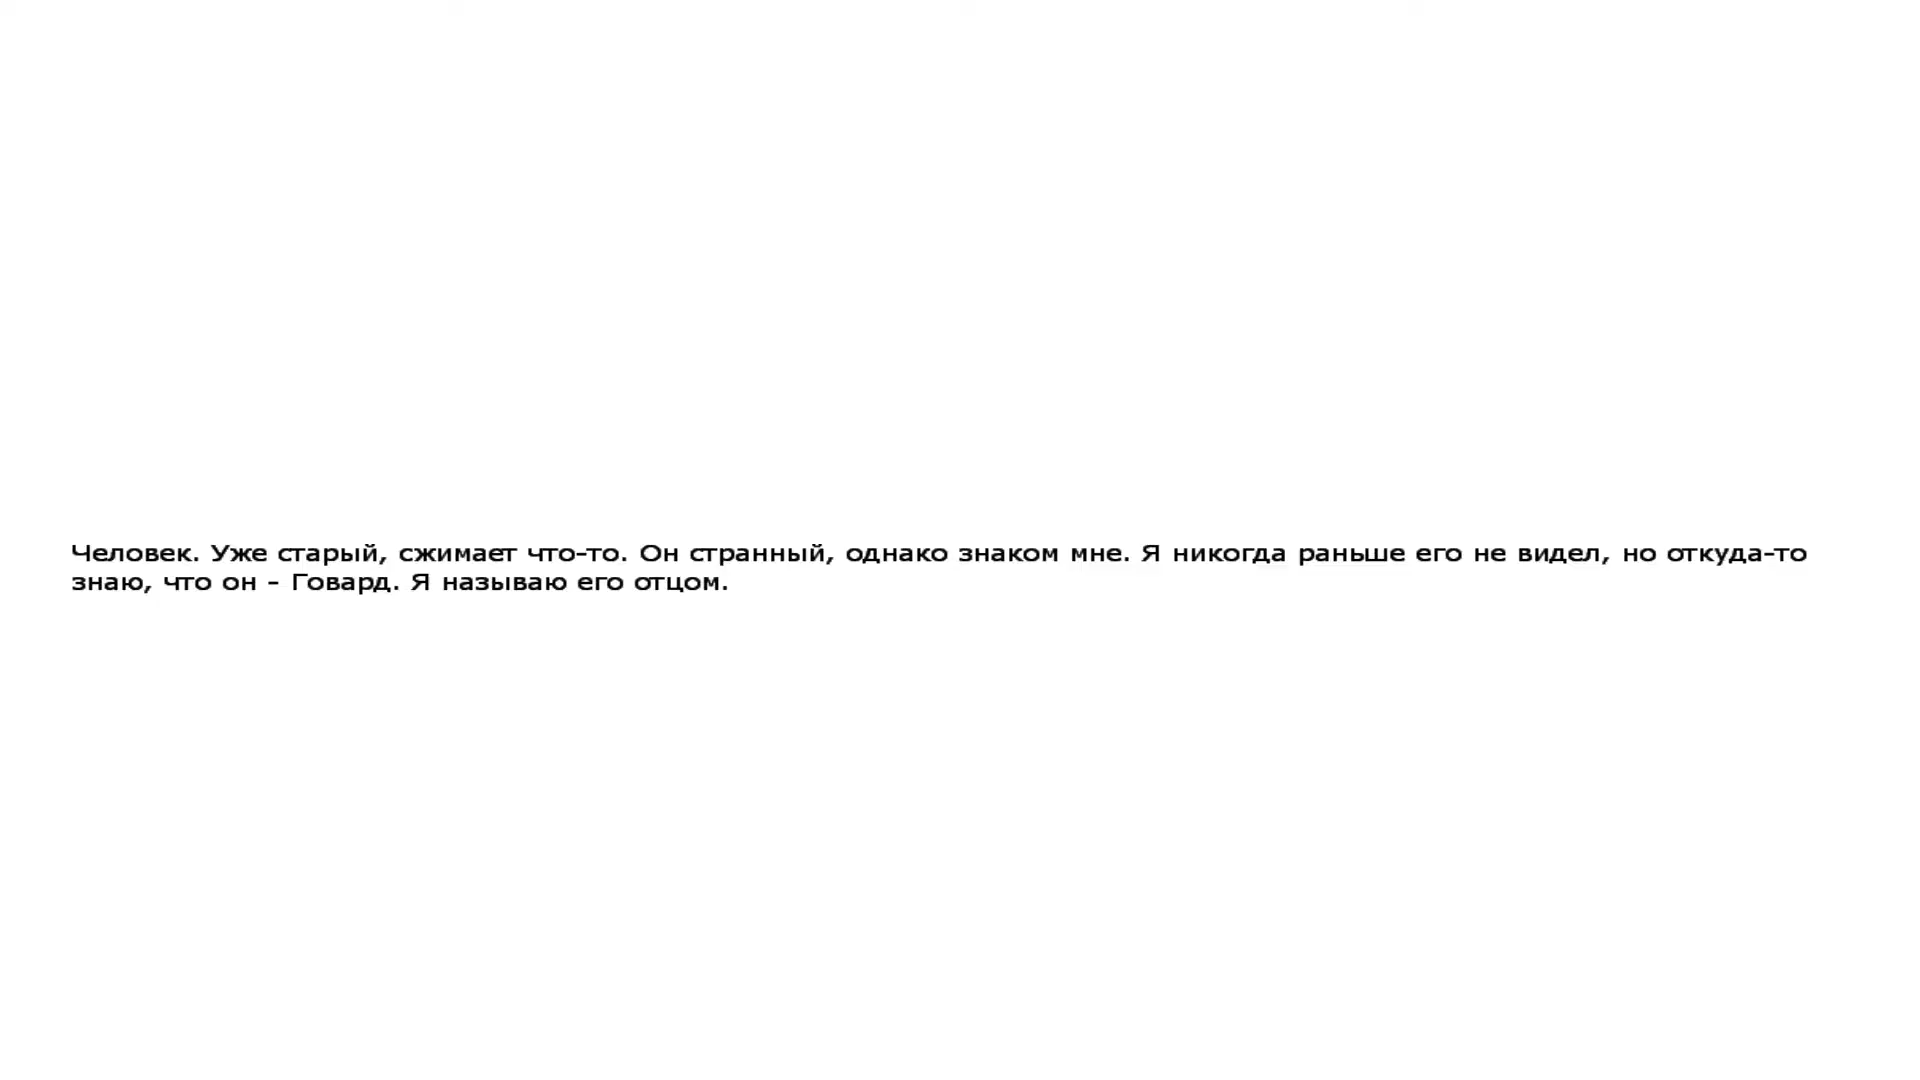 Человек. Уже старый, сжимает что-то. Он странный, однако знаком мне. Я никогда раньше его не видел, но откуда-то
знаю, что он - Говард. Я называю его отцом.